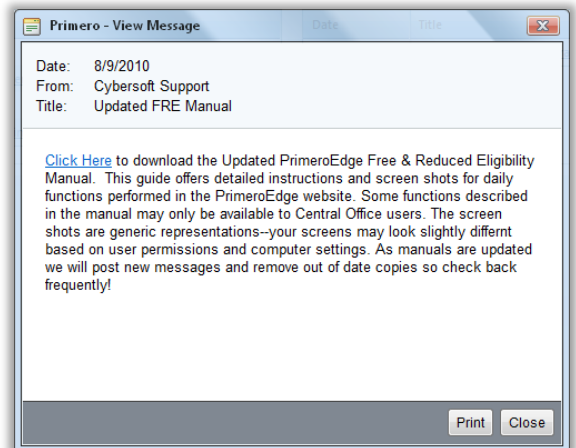 Primero - View Message
Date Title
Date: 8/9/2010
From: Cybersoft Support
Title: Updated FRE Manual
Click Here to download the Updated PrimeroEdge Free & Reduced Eligibility
Manual. This guide offers detailed instructions and screen shots for daily
functions performed in the PrimeroEdge website. Some functions described
in the manual may only be available to Central Office users. The screen
shots are generic representations--your screens may look slightly differnt
based on user permissions and computer settings. As manuals are updated
we will post new messages and remove out of date copies so check back
frequently!
Print Close